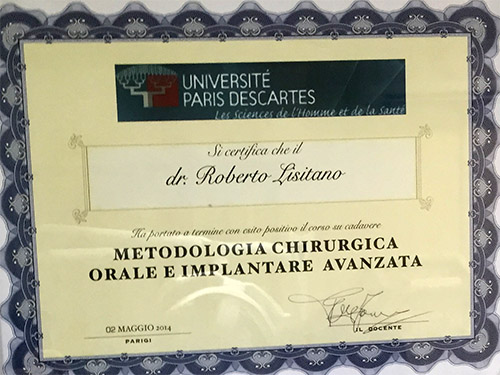 UNIVERSITÉ
PARIS DESCARTES
Les Sciences de l'Homme et de la Santé
Si certifica che il
dr. Roberto Lisitano
Ha portato a termine con esito positivo il corso su cadavere
METODOLOGIA CHIRURGICA
ORALE E IMPLANTARE AVANZATA
02 MAGGIO 2014
PARIGI
IL DOCENTE